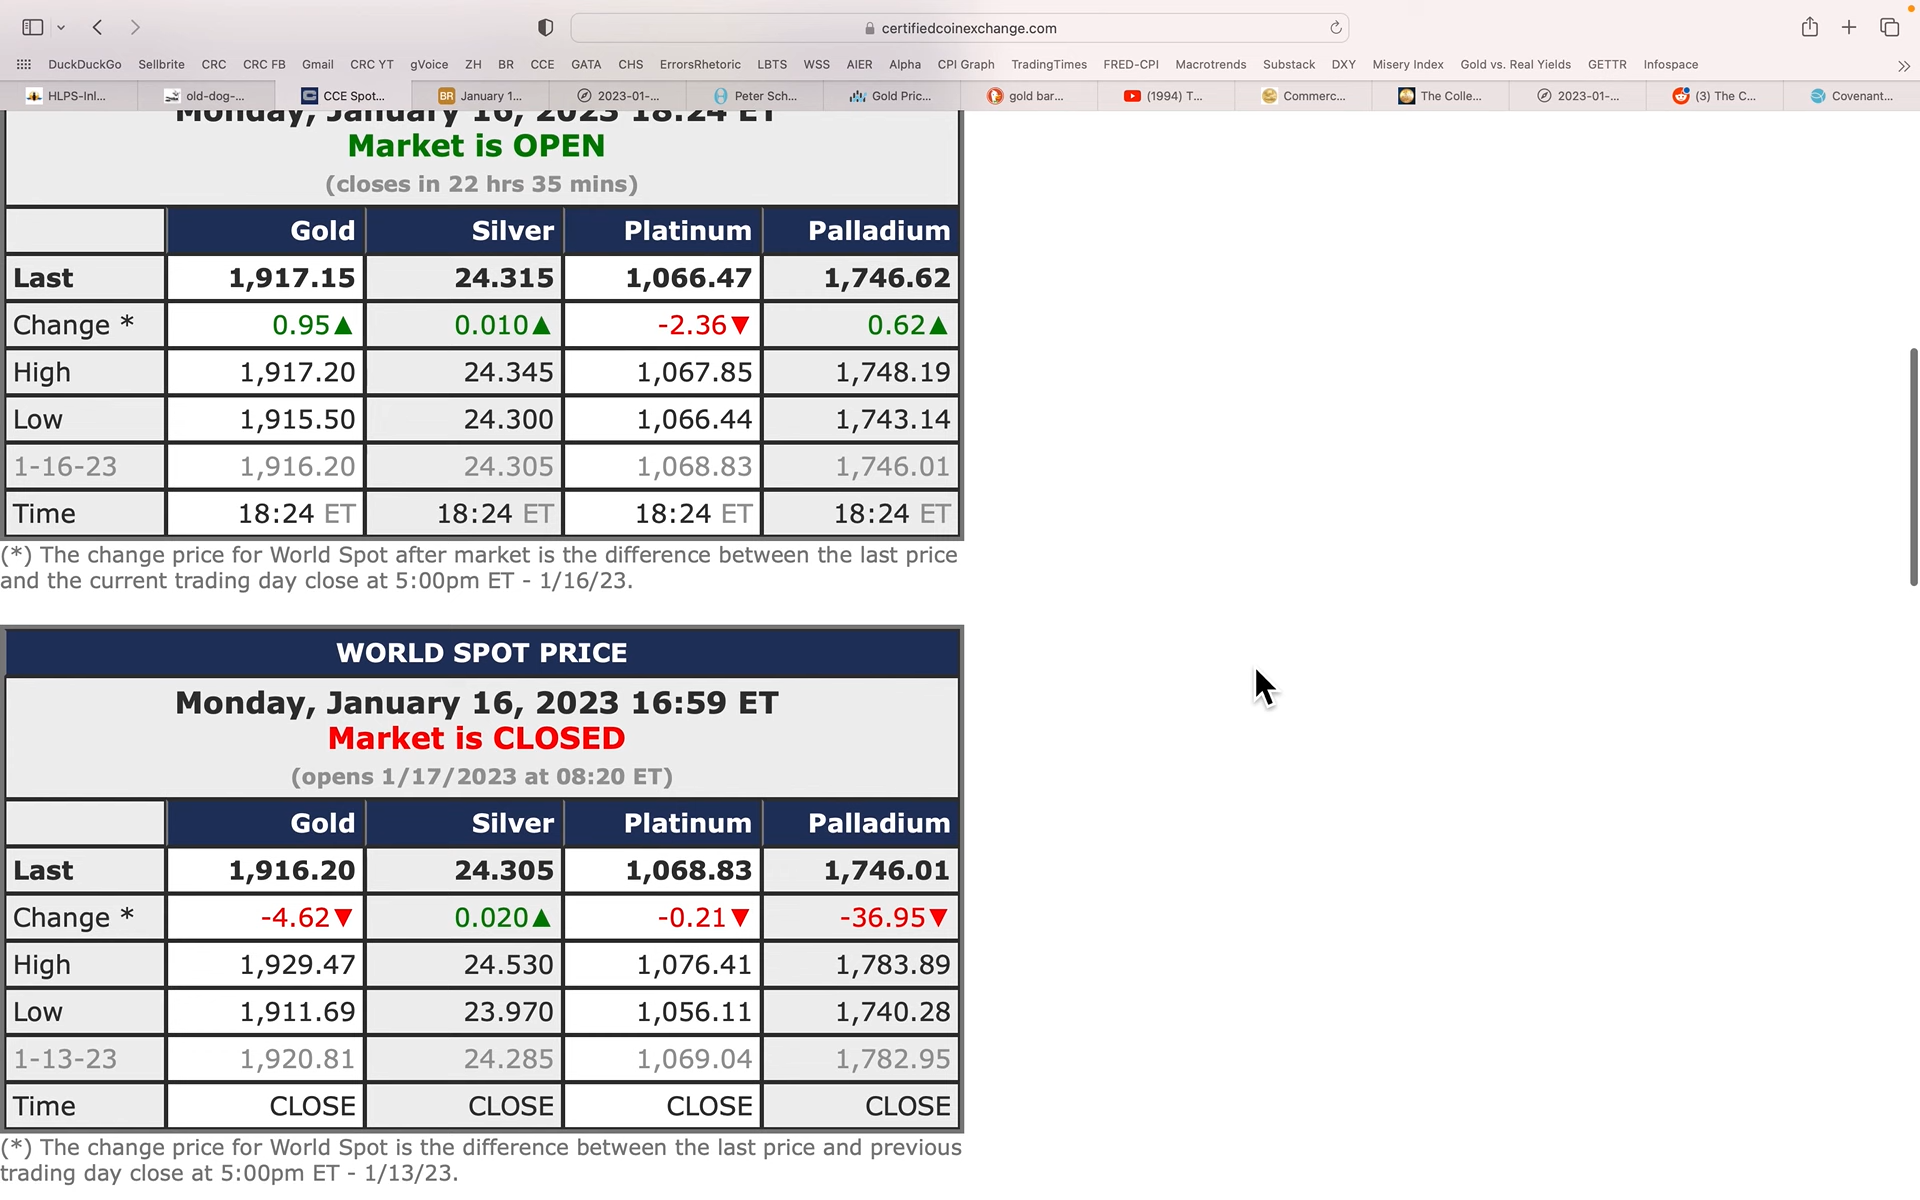 certifiedcoinexchange.com
DuckDuckGo Sellbrite CRC CRC FB Gmail CRC YT gVoice ZH BR CCE GATA CHS ErrorsRhetoric LBTS WSS AIER Alpha CPI Graph TradingTimes FRED-CPI Macrotrends Substack DXY Misery Index Gold vs. Real Yields GETTR Infospace
HLPS-Inl... old-dog-... CCE Spot... BR January 1... 2023-01-... Peter Sch... Gold Pric... gold bar... (1994) T... Commerc... The Colle... 2023-01-... (3) The C... Covenant...
Monday, January 16, 2023 18:24 ET
Market is OPEN
(closes in 22 hrs 35 mins)
Gold Silver Platinum Palladium
Last 1,917.15 24.315 1,066.47 1,746.62
Change * 0.95▲ 0.010▲ -2.36▼ 0.62▲
High 1,917.20 24.345 1,067.85 1,748.19
Low 1,915.50 24.300 1,066.44 1,743.14
1-16-23 1,916.20 24.305 1,068.83 1,746.01
Time 18:24 ET 18:24 ET 18:24 ET 18:24 ET
(*) The change price for World Spot after market is the difference between the last price
and the current trading day close at 5:00pm ET - 1/16/23.
WORLD SPOT PRICE
Monday, January 16, 2023 16:59 ET
Market is CLOSED
(opens 1/17/2023 at 08:20 ET)
Gold Silver Platinum Palladium
Last 1,916.20 24.305 1,068.83 1,746.01
Change * -4.62▼ 0.020▲ -0.21▼ -36.95▼
High 1,929.47 24.530 1,076.41 1,783.89
Low 1,911.69 23.970 1,056.11 1,740.28
1-13-23 1,920.81 24.285 1,069.04 1,782.95
Time CLOSE CLOSE CLOSE CLOSE
(*) The change price for World Spot is the difference between the last price and previous
trading day close at 5:00pm ET - 1/13/23.